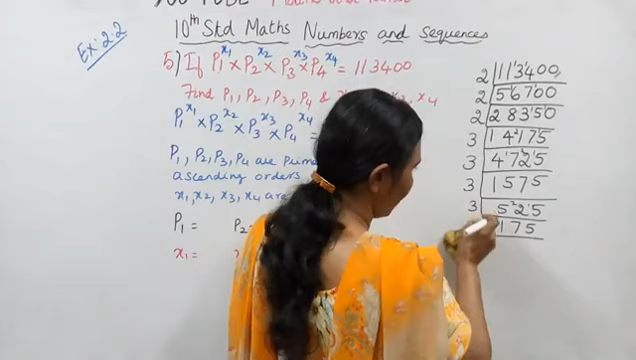 10th Std Maths Numbers and Sequences
Ex: 2.2
5) If P₁^x₁ × P₂^x₂ × P₃^x₃ × P₄^x₄ = 113400
Find P₁, P₂, P₃, P₄ & x₂, x₄
P₁^x₁ × P₂^x₂ × P₃^x₃ × P₄^x₄ =
P₁, P₂, P₃, P₄ are Prime
ascending orders
x₁, x₂, x₃, x₄ are
P₁ = P₂
x₁ =
2 113400
2 56700
2 28350
3 14175
3 4725
3 1575
3 525
175